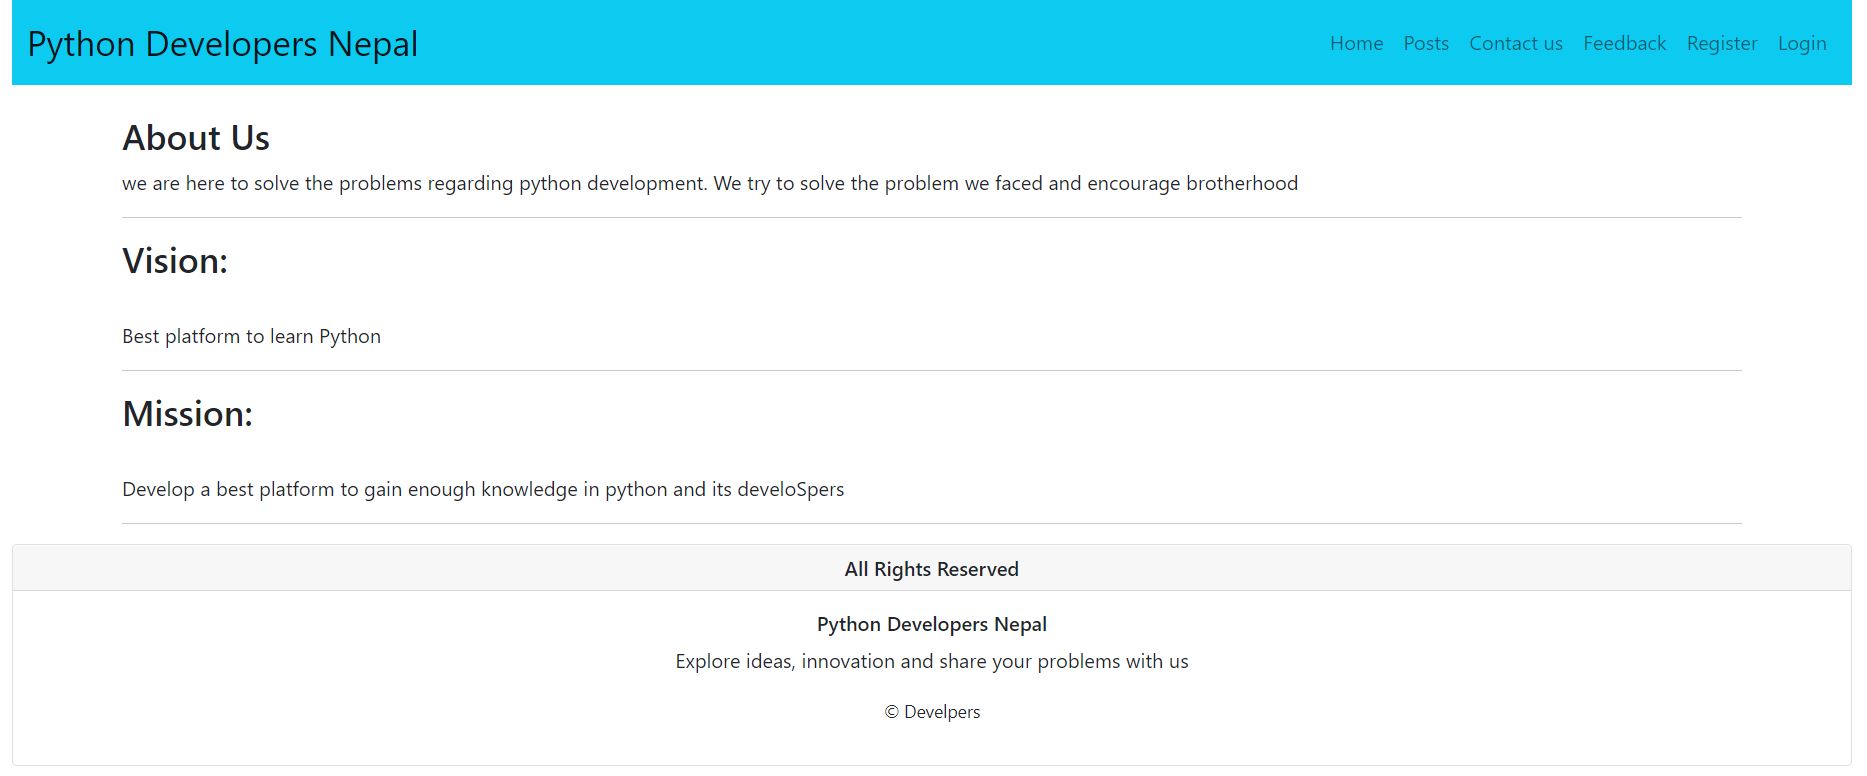 Python Developers Nepal
Home Posts Contact us Feedback Register Login
About Us
we are here to solve the problems regarding python development. We try to solve the problem we faced and encourage brotherhood
Vision:
Best platform to learn Python
Mission:
Develop a best platform to gain enough knowledge in python and its develoSpers
All Rights Reserved
Python Developers Nepal
Explore ideas, innovation and share your problems with us
© Develpers